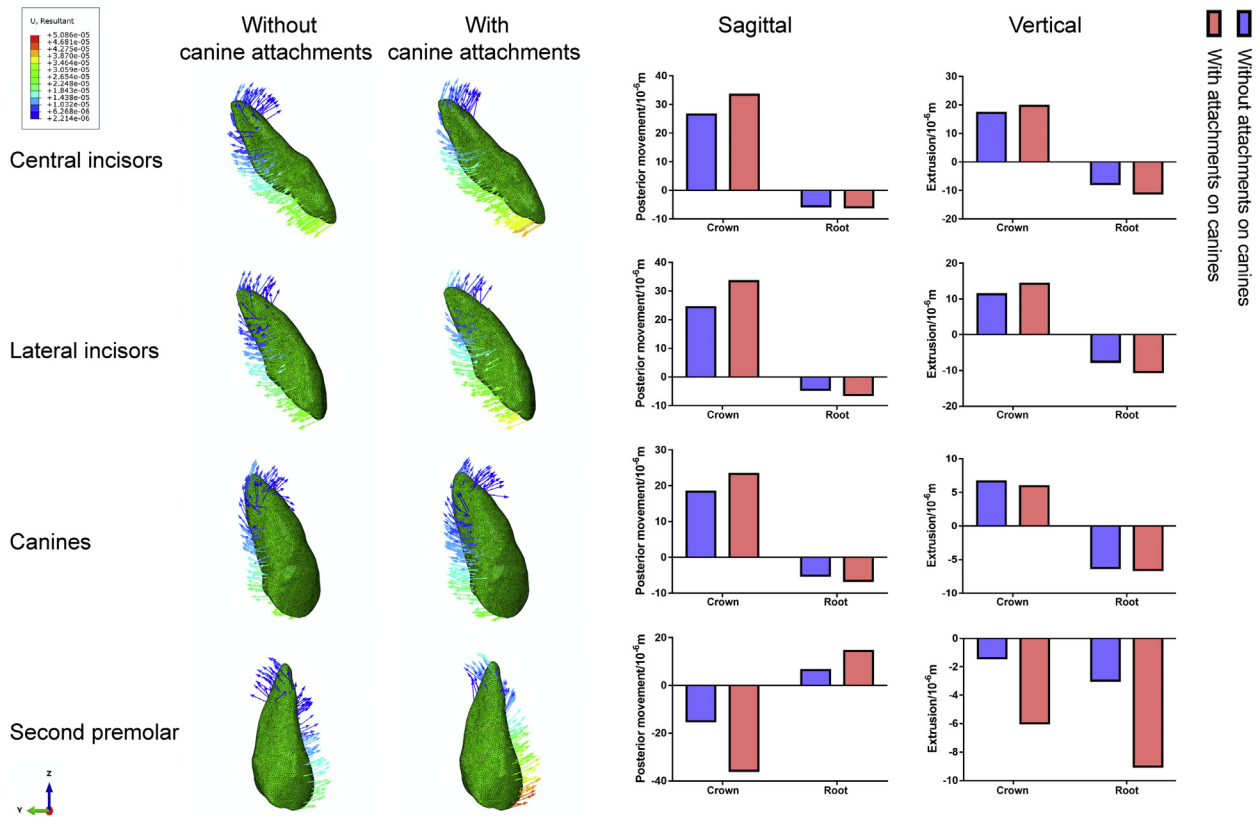 U, Resultant
+5.086e-05
+4.681e-05
+4.275e-05
+3.870e-05
+3.464e-05
+3.059e-05
+2.654e-05
+2.248e-05
+1.843e-05
+1.438e-05
+1.032e-05
+6.268e-06
+2.214e-06
Without
canine attachments
With
canine attachments
Sagittal
Vertical
With attachments on canines
Without attachments on canines
Central incisors
Posterior movement/10⁻⁶m
40
30
20
10
0
-10
Crown
Root
Extrusion/10⁻⁶m
30
20
10
0
-10
-20
Crown
Root
Lateral incisors
Posterior movement/10⁻⁶m
40
30
20
10
0
-10
Crown
Root
Extrusion/10⁻⁶m
20
10
0
-10
-20
Crown
Root
Canines
Posterior movement/10⁻⁶m
30
20
10
0
-10
Crown
Root
Extrusion/10⁻⁶m
10
5
0
-5
-10
Crown
Root
Second premolar
Posterior movement/10⁻⁶m
20
0
-20
-40
Crown
Root
Extrusion/10⁻⁶m
0
-2
-4
-6
-8
-10
Crown
Root
Z
Y